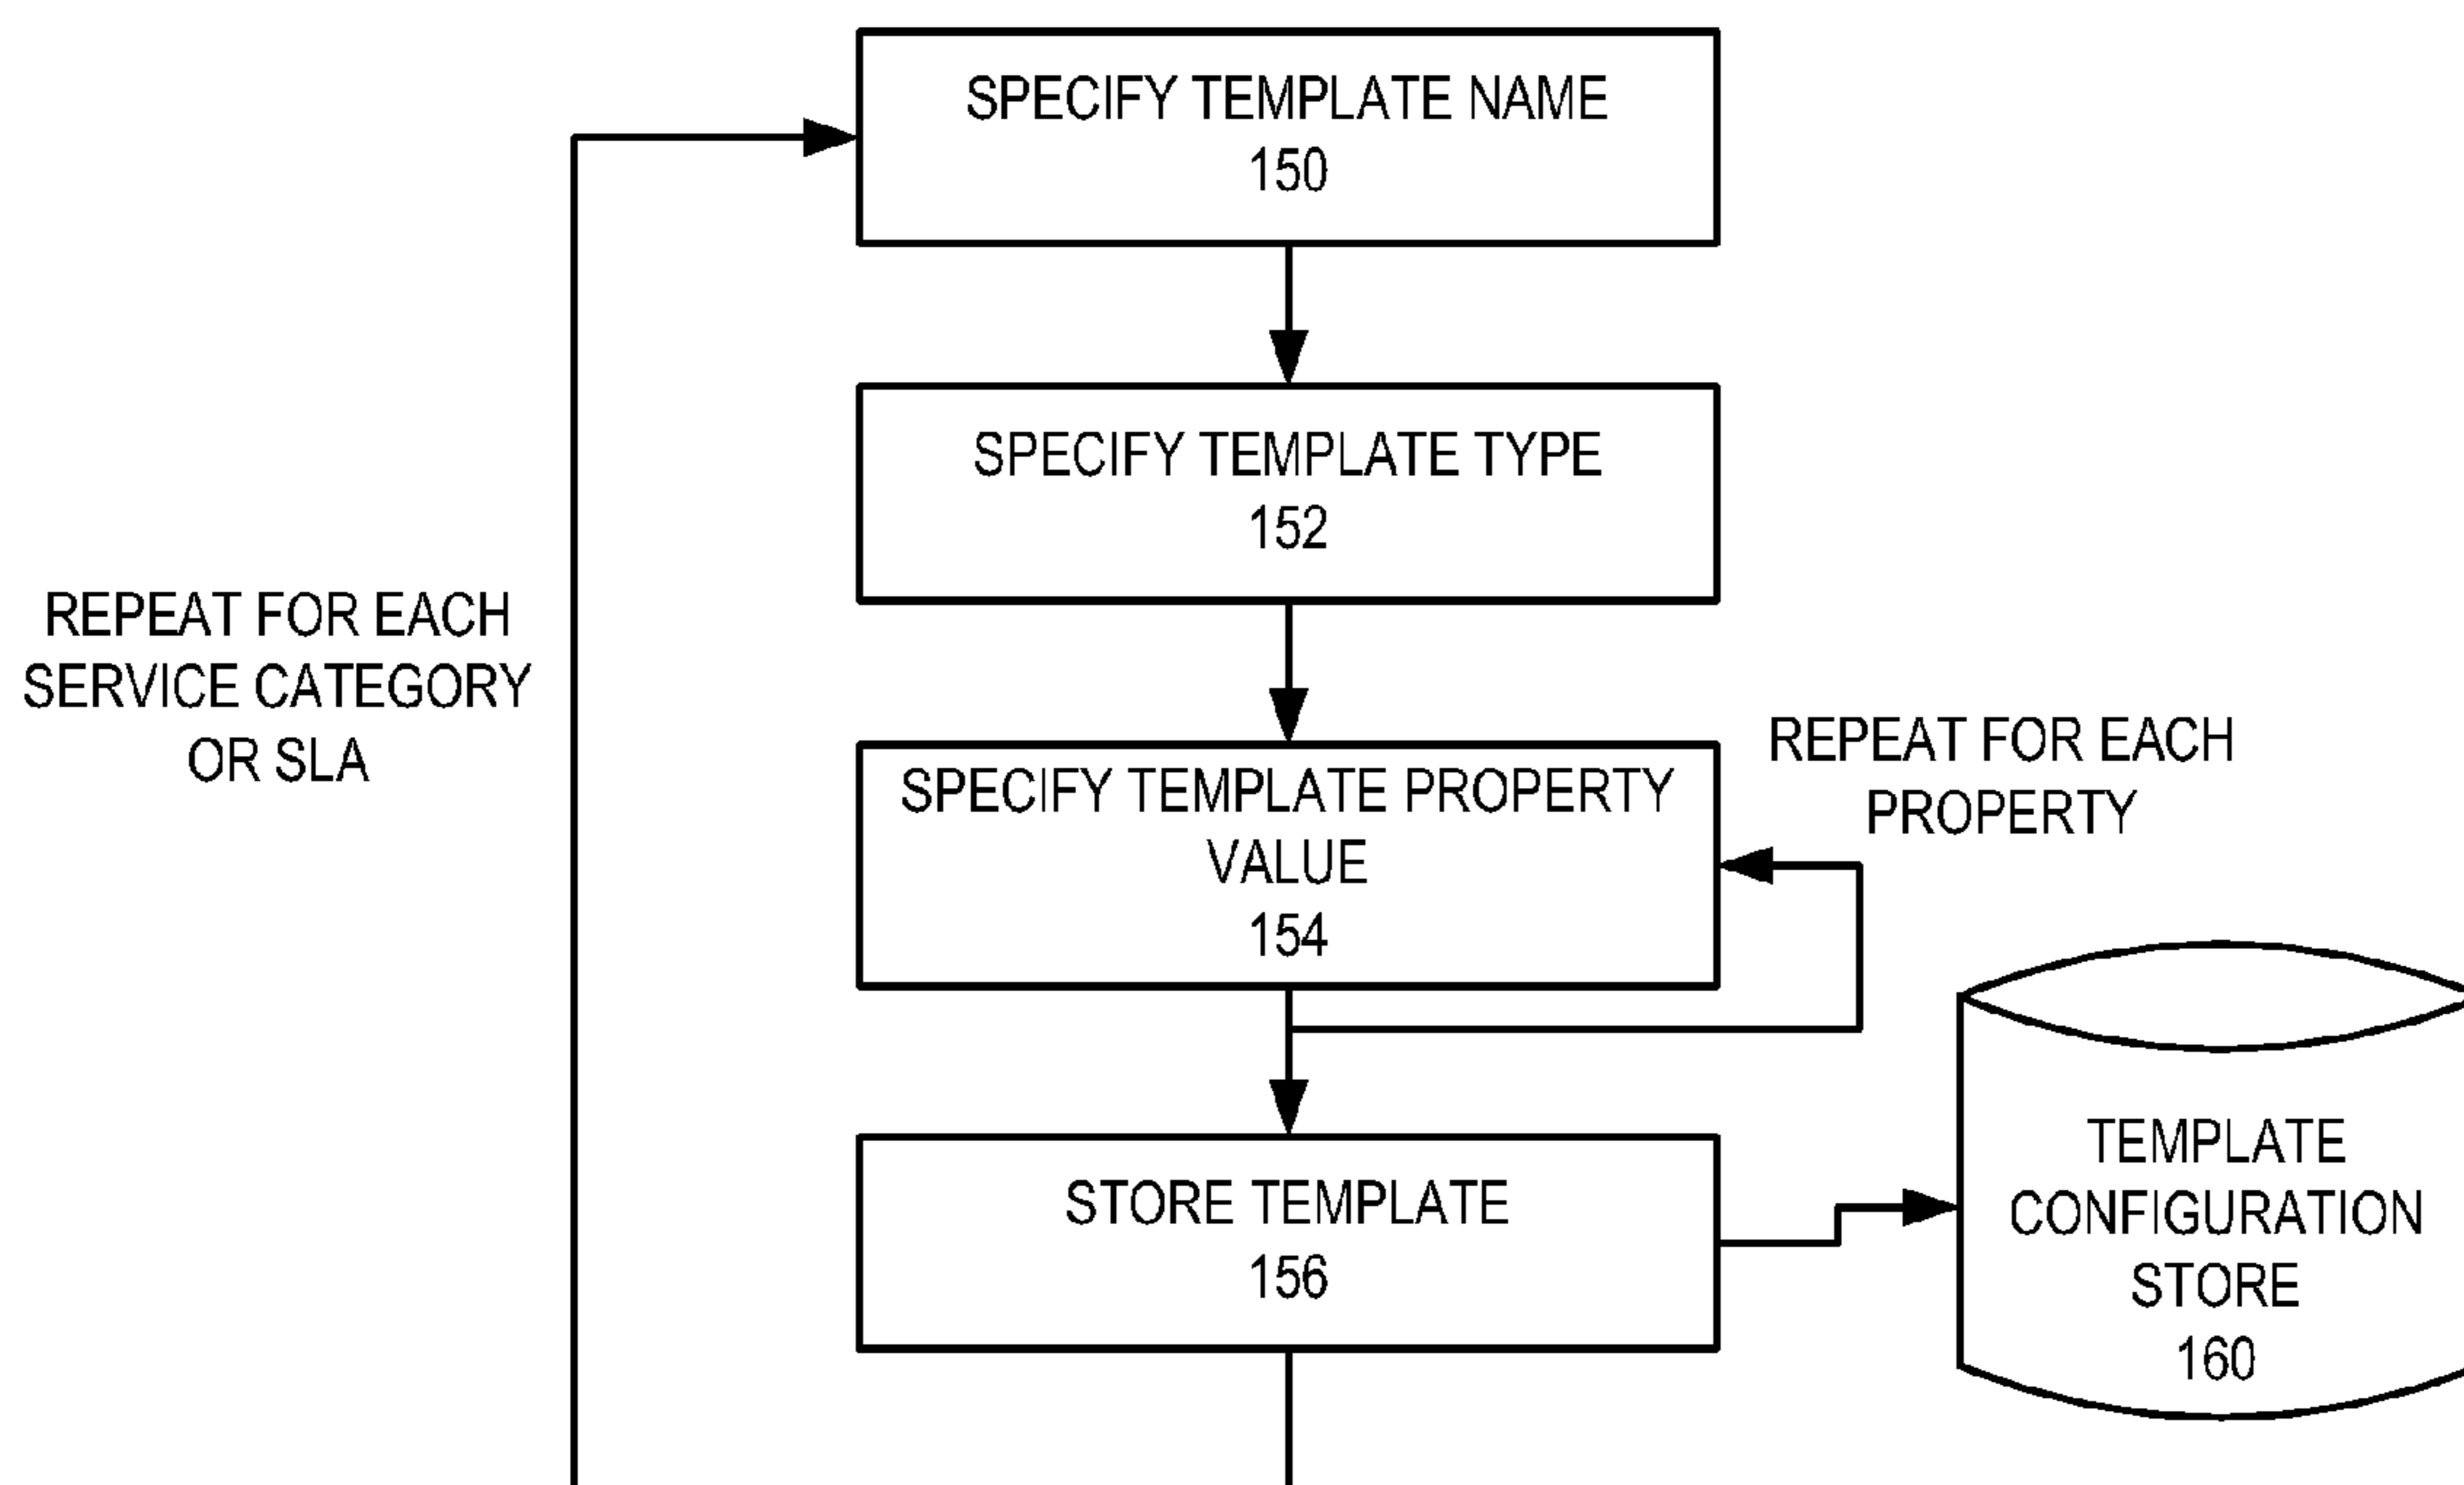 SPECIFY TEMPLATE NAME
150
SPECIFY TEMPLATE TYPE
152
REPEAT FOR EACH
SERVICE CATEGORY
OR SLA
SPECIFY TEMPLATE PROPERTY
VALUE
154
REPEAT FOR EACH
PROPERTY
STORE TEMPLATE
156
TEMPLATE
CONFIGURATION
STORE
160